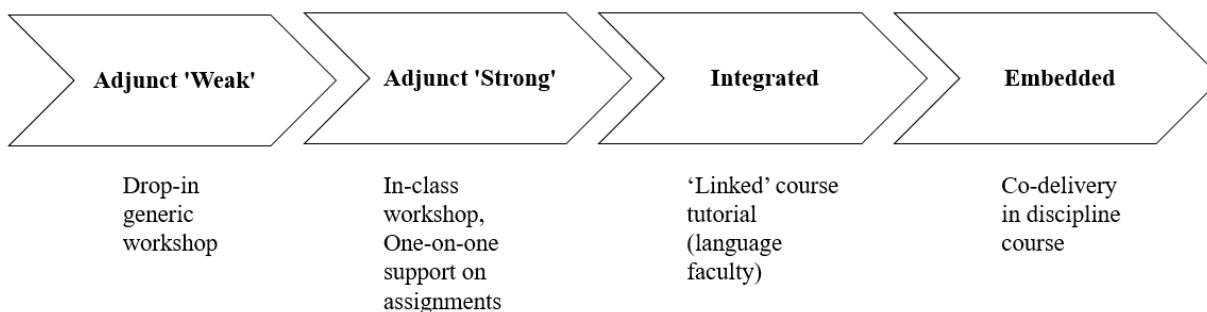 Adjunct 'Weak'
Adjunct 'Strong'
Integrated
Embedded
Drop-in
generic
workshop
In-class
workshop,
One-on-one
support on
assignments
‘Linked’ course
tutorial
(language
faculty)
Co-delivery
in discipline
course